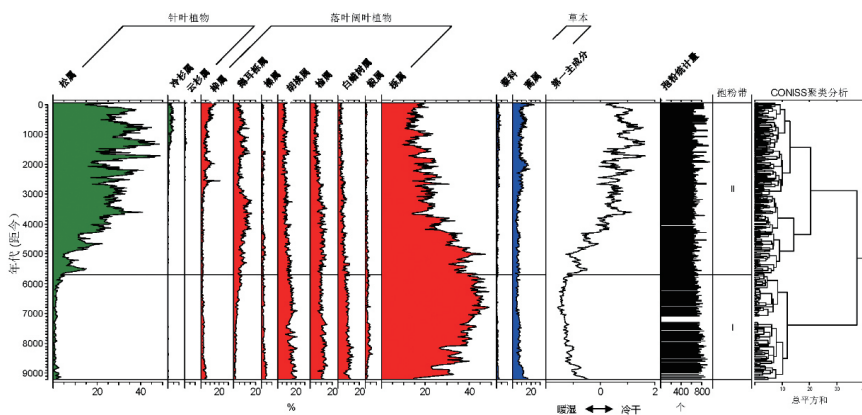 针叶植物 落叶阔叶植物 草本
松属 冷杉属 云杉属 桦属 鹅耳枥属 榛属 胡桃属 榆属 白蜡树属 椴属 栎属 藜科 蒿属 第一主成分 孢粉统计量 孢粉带 CONISS聚类分析
0
1000
2000
3000
4000
5000
6000
7000
8000
9000
年代(距今)
II
I
20 40 20 20 20 20 20 20 20 40 20 -2 0 2 400 800 10 20 30
% 暖湿 冷干 个 总平方和